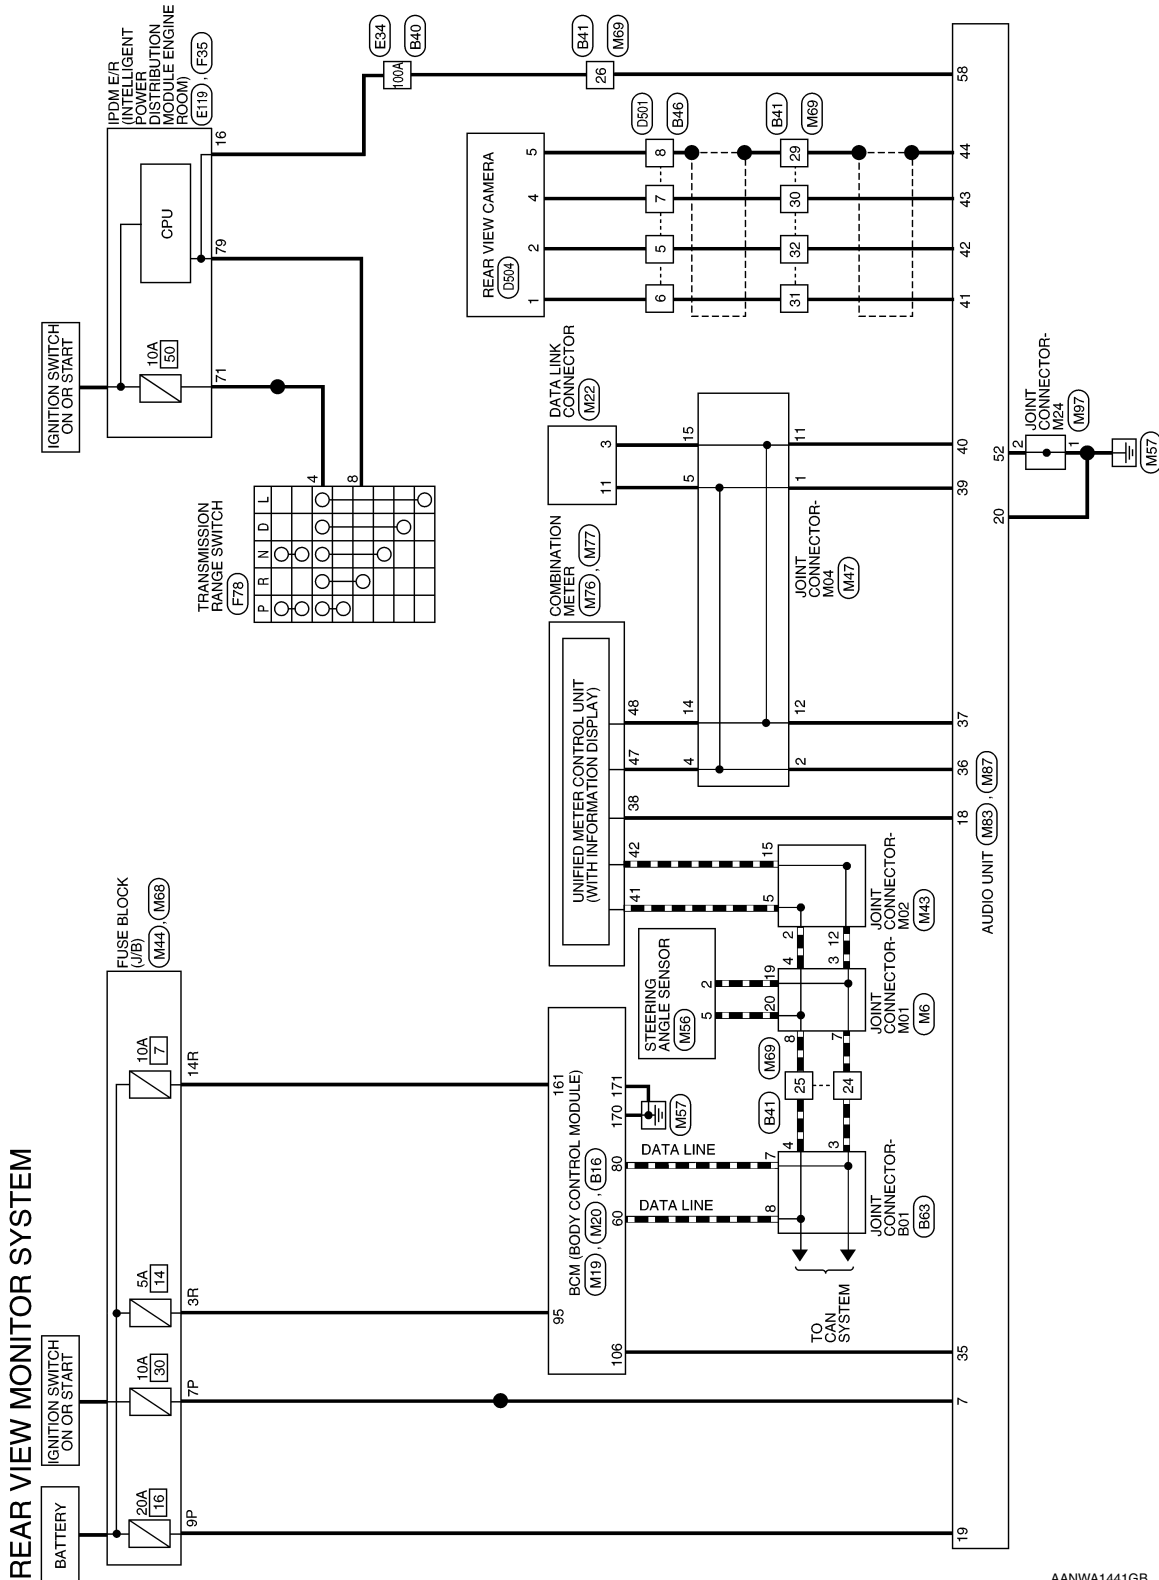 REAR VIEW MONITOR SYSTEM
BATTERY
IGNITION SWITCH
ON OR START
FUSE BLOCK
(J/B)
M44 , M68
20A
16
10A
30
5A
14
10A
7
9P
7P
3R
14R
IGNITION SWITCH
ON OR START
IPDM E/R
(INTELLIGENT
POWER
DISTRIBUTION
MODULE ENGINE
ROOM)
E119 , F35
10A
50
CPU
71
79
16
TRANSMISSION
RANGE SWITCH
F78
P R N D L
4
8
E34
100A
B40
B41
26
M69
106
95
161
BCM (BODY CONTROL MODULE)
M19 , M20 , B16
60
80
170
171
M57
DATA LINE
DATA LINE
8
7
4
3
JOINT
CONNECTOR-
B01
B63
TO
CAN
SYSTEM
B41
25
24
M69
STEERING
ANGLE SENSOR
M56
5
2
8
7
20
19
4
3
JOINT
CONNECTOR-
M01
M6
2
12
5
15
JOINT
CONNECTOR-
M02
M43
COMBINATION
METER
M76 , M77
UNIFIED METER CONTROL UNIT
(WITH INFORMATION DISPLAY)
41
42
38
47
48
4
14
5
15
2
12
1
11
JOINT
CONNECTOR-
M04
M47
DATA LINK
CONNECTOR
M22
11
3
REAR VIEW CAMERA
D504
1
2
4
5
D501
6
5
7
8
B46
B41
31
32
30
29
M69
19
7
35
18
36
37
39
40
41
42
43
44
58
AUDIO UNIT
M83 , M87
20
52
2
1
JOINT
CONNECTOR-
M24
M97
M57
AANWA1441GB